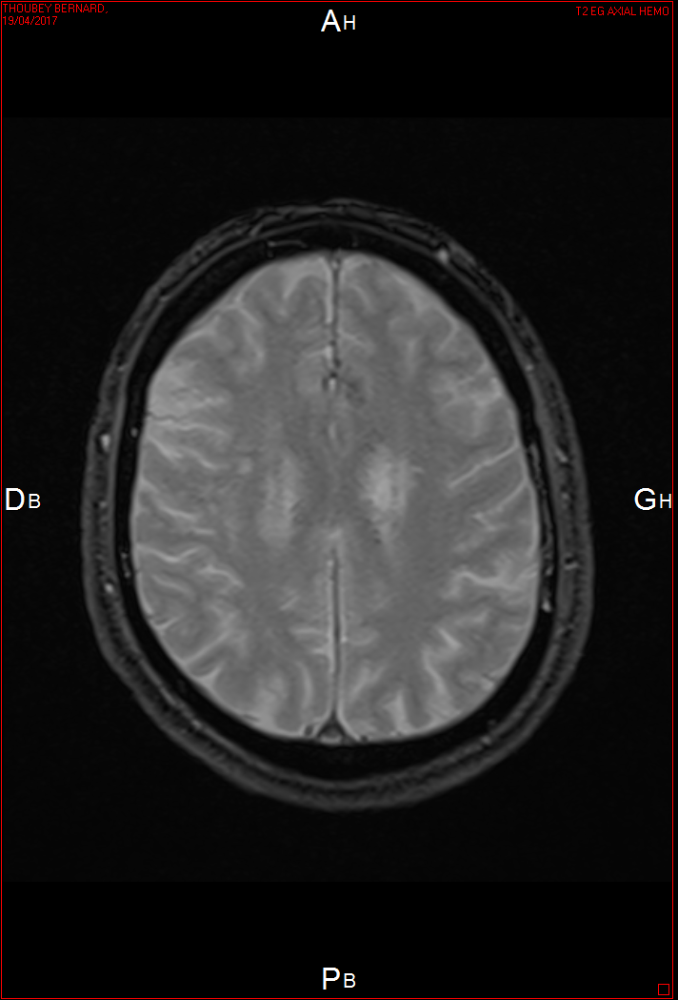 THOUBEY BERNARD.
19/04/2017
T2 EG AXIAL HEMO
AH
DB
GH
PB